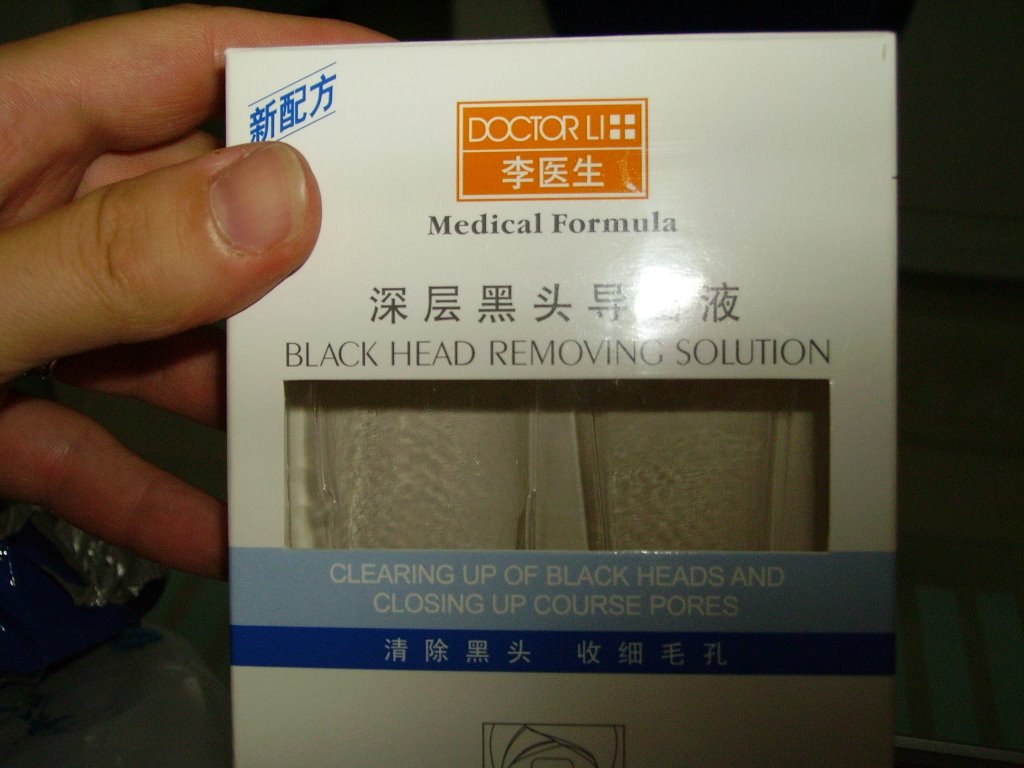 新配方
DOCTOR LI
李医生
Medical Formula
深层黑头导出液
BLACK HEAD REMOVING SOLUTION
CLEARING UP OF BLACK HEADS AND
CLOSING UP COURSE PORES
清除黑头 收细毛孔